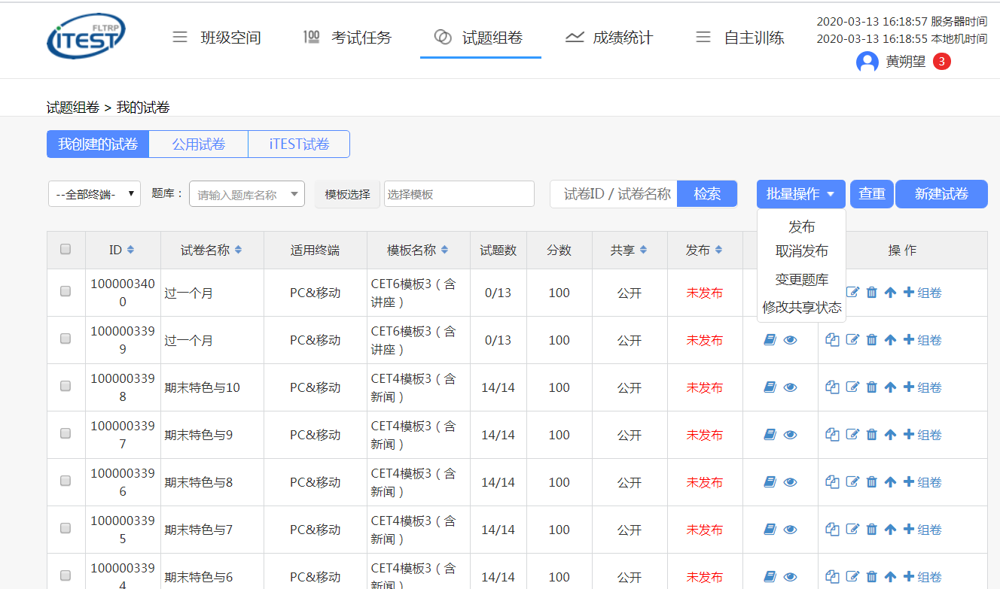 FLTRP
iTEST
班级空间
100 考试任务
试题组卷
成绩统计
自主训练
2020-03-13 16:18:57 服务器时间
2020-03-13 16:18:55 本地机时间
黄朔望 3
试题组卷 > 我的试卷
我创建的试卷 公用试卷 iTEST试卷
--全部终端- 题库： 请输入题库名称 模板选择 选择模板 试卷ID / 试卷名称 检索 批量操作 查重 新建试卷
发布
取消发布
变更题库
修改共享状态
ID 试卷名称 适用终端 模板名称 试题数 分数 共享 发布 操 作
100000340 过一个月 PC&移动 CET6模板3（含 0/13 100 公开 未发布 组卷
0 讲座）
100000339 过一个月 PC&移动 CET6模板3（含 0/13 100 公开 未发布 组卷
9 讲座）
100000339 期末特色与10 PC&移动 CET4模板3（含 14/14 100 公开 未发布 组卷
8 新闻）
100000339 期末特色与9 PC&移动 CET4模板3（含 14/14 100 公开 未发布 组卷
7 新闻）
100000339 期末特色与8 PC&移动 CET4模板3（含 14/14 100 公开 未发布 组卷
6 新闻）
100000339 期末特色与7 PC&移动 CET4模板3（含 14/14 100 公开 未发布 组卷
5 新闻）
100000339 期末特色与6 PC&移动 CET4模板3（含 14/14 100 公开 未发布 组卷
4 新闻）